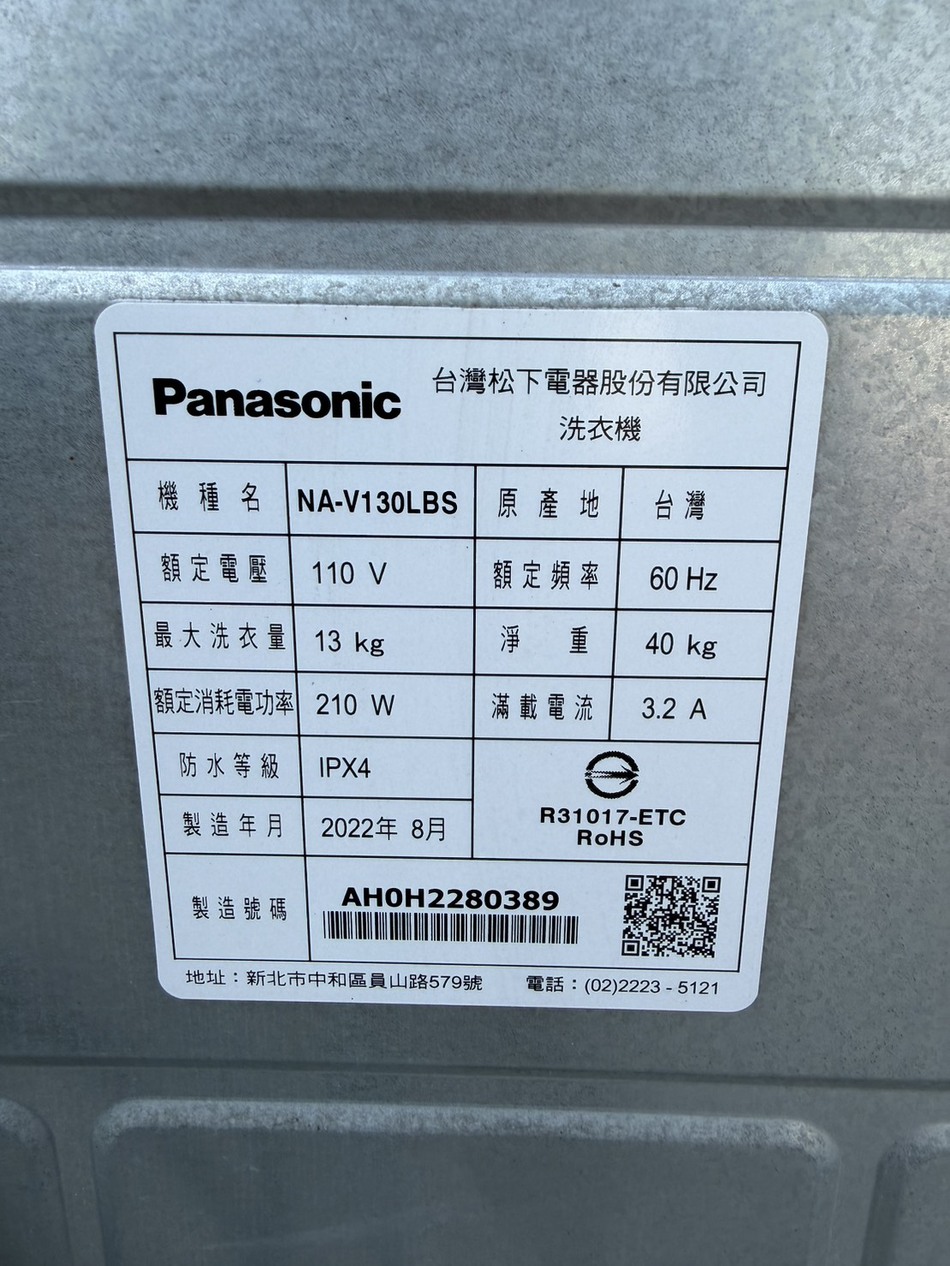 Panasonic 台灣松下電器股份有限公司
洗衣機
機種名 NA-V130LBS 原產地 台灣
額定電壓 110 V 額定頻率 60 Hz
最大洗衣量 13 kg 淨重 40 kg
額定消耗電功率 210 W 滿載電流 3.2 A
防水等級 IPX4
R31017-ETC
RoHS
製造年月 2022年 8月
製造號碼 AH0H2280389
地址：新北市中和區員山路579號 電話：(02)2223 - 5121